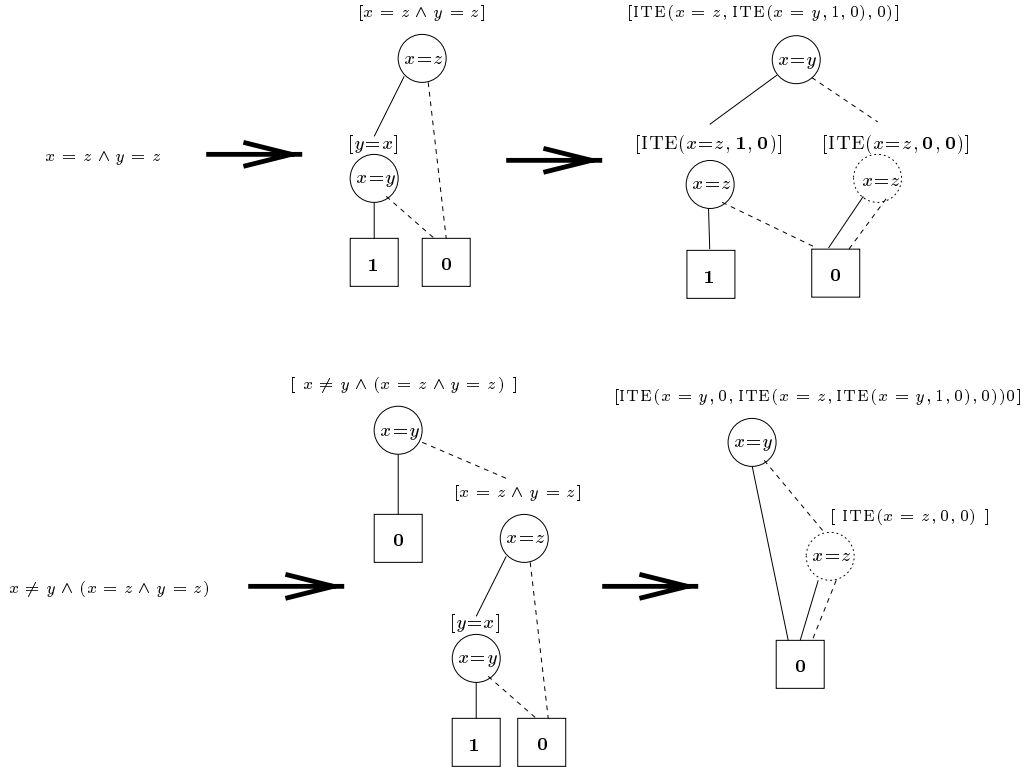 [x = z ∧ y = z]
[ITE(x = z, ITE(x = y, 1, 0), 0)]
x=z
x=y
[y=x]
[ITE(x=z, 1, 0)]
[ITE(x=z, 0, 0)]
x = z ∧ y = z
x=y
x=z
x=z
1
0
1
0
[ x ≠ y ∧ (x = z ∧ y = z) ]
[ITE(x = y, 0, ITE(x = z, ITE(x = y, 1, 0), 0))0]
x=y
x=y
[x = z ∧ y = z]
[ ITE(x = z, 0, 0) ]
0
x=z
x=z
x ≠ y ∧ (x = z ∧ y = z)
[y=x]
x=y
0
1
0